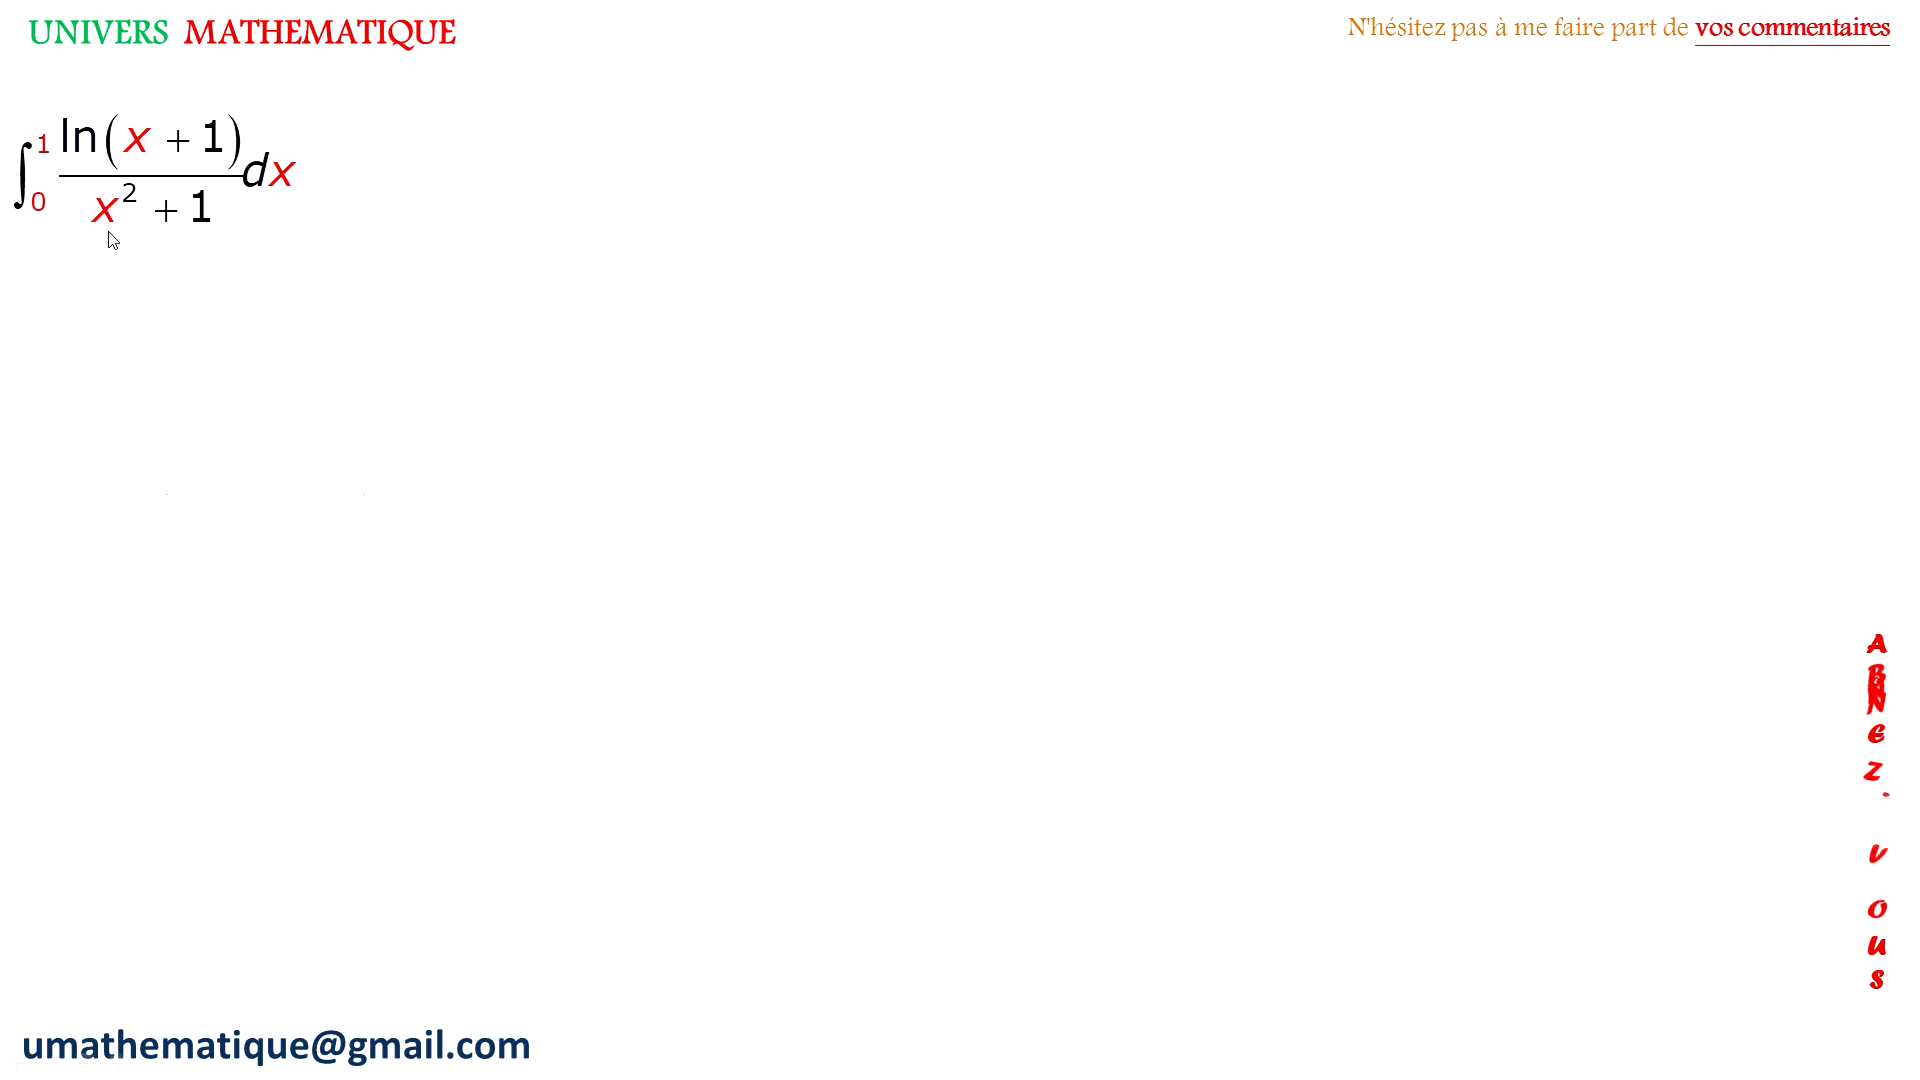 UNIVERS MATHEMATIQUE
N'hésitez pas à me faire part de vos commentaires
∫₀¹ ln(x + 1) / (x² + 1) dx
umathematique@gmail.com
vous